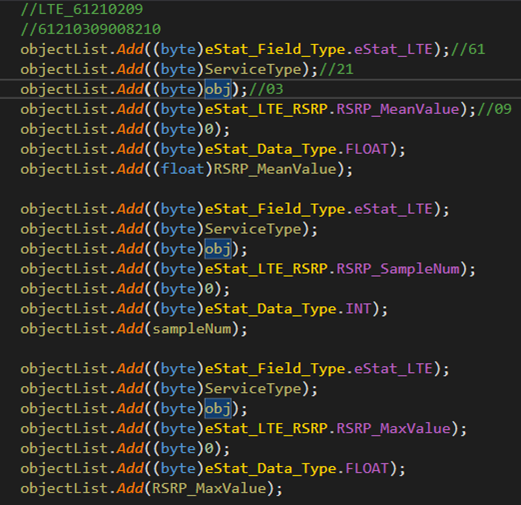 //LTE_61210209
//61210309008210
objectList.Add((byte)eStat_Field_Type.eStat_LTE);//61
objectList.Add((byte)ServiceType);//21
objectList.Add((byte)obj);//03
objectList.Add((byte)eStat_LTE_RSRP.RSRP_MeanValue);//09
objectList.Add((byte)0);
objectList.Add((byte)eStat_Data_Type.FLOAT);
objectList.Add((float)RSRP_MeanValue);
objectList.Add((byte)eStat_Field_Type.eStat_LTE);
objectList.Add((byte)ServiceType);
objectList.Add((byte)obj);
objectList.Add((byte)eStat_LTE_RSRP.RSRP_SampleNum);
objectList.Add((byte)0);
objectList.Add((byte)eStat_Data_Type.INT);
objectList.Add(sampleNum);
objectList.Add((byte)eStat_Field_Type.eStat_LTE);
objectList.Add((byte)ServiceType);
objectList.Add((byte)obj);
objectList.Add((byte)eStat_LTE_RSRP.RSRP_MaxValue);
objectList.Add((byte)0);
objectList.Add((byte)eStat_Data_Type.FLOAT);
objectList.Add(RSRP_MaxValue);